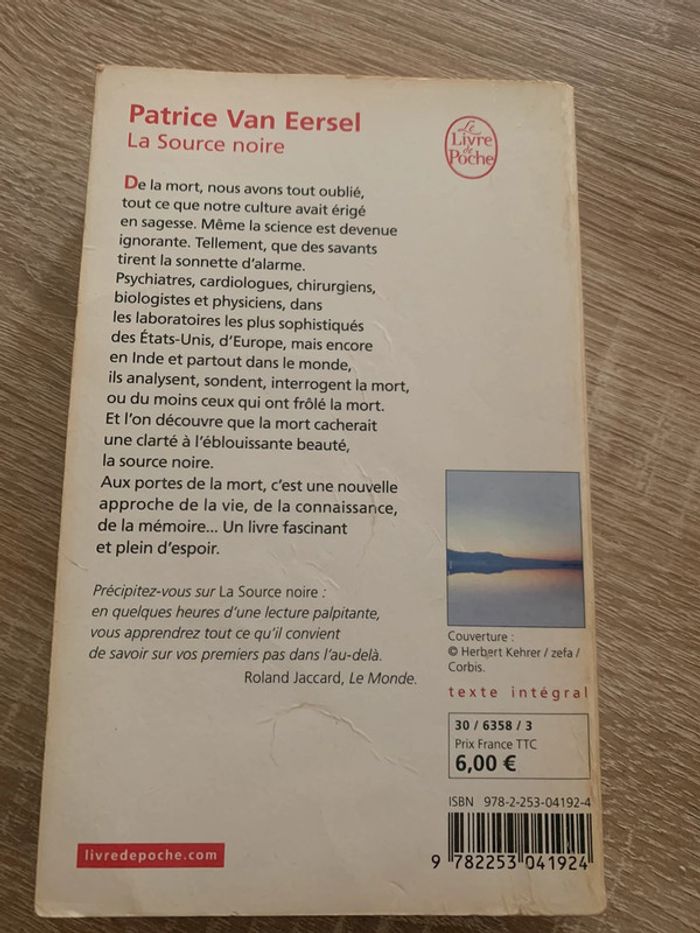 Patrice Van Eersel
La Source noire
Le
Livre
de
Poche
De la mort, nous avons tout oublié,
tout ce que notre culture avait érigé
en sagesse. Même la science est devenue
ignorante. Tellement, que des savants
tirent la sonnette d'alarme.
Psychiatres, cardiologues, chirurgiens,
biologistes et physiciens, dans
les laboratoires les plus sophistiqués
des États-Unis, d'Europe, mais encore
en Inde et partout dans le monde,
ils analysent, sondent, interrogent la mort,
ou du moins ceux qui ont frôlé la mort.
Et l'on découvre que la mort cacherait
une clarté à l'éblouissante beauté,
la source noire.
Aux portes de la mort, c'est une nouvelle
approche de la vie, de la connaissance,
de la mémoire... Un livre fascinant
et plein d'espoir.
Précipitez-vous sur La Source noire :
en quelques heures d'une lecture palpitante,
vous apprendrez tout ce qu'il convient
de savoir sur vos premiers pas dans l'au-delà.
Roland Jaccard, Le Monde.
Couverture :
© Herbert Kehrer / zefa /
Corbis.
texte intégral
30 / 6358 / 3
Prix France TTC
6,00 €
ISBN 978-2-253-04192-4
9 782253 041924
livredepoche.com